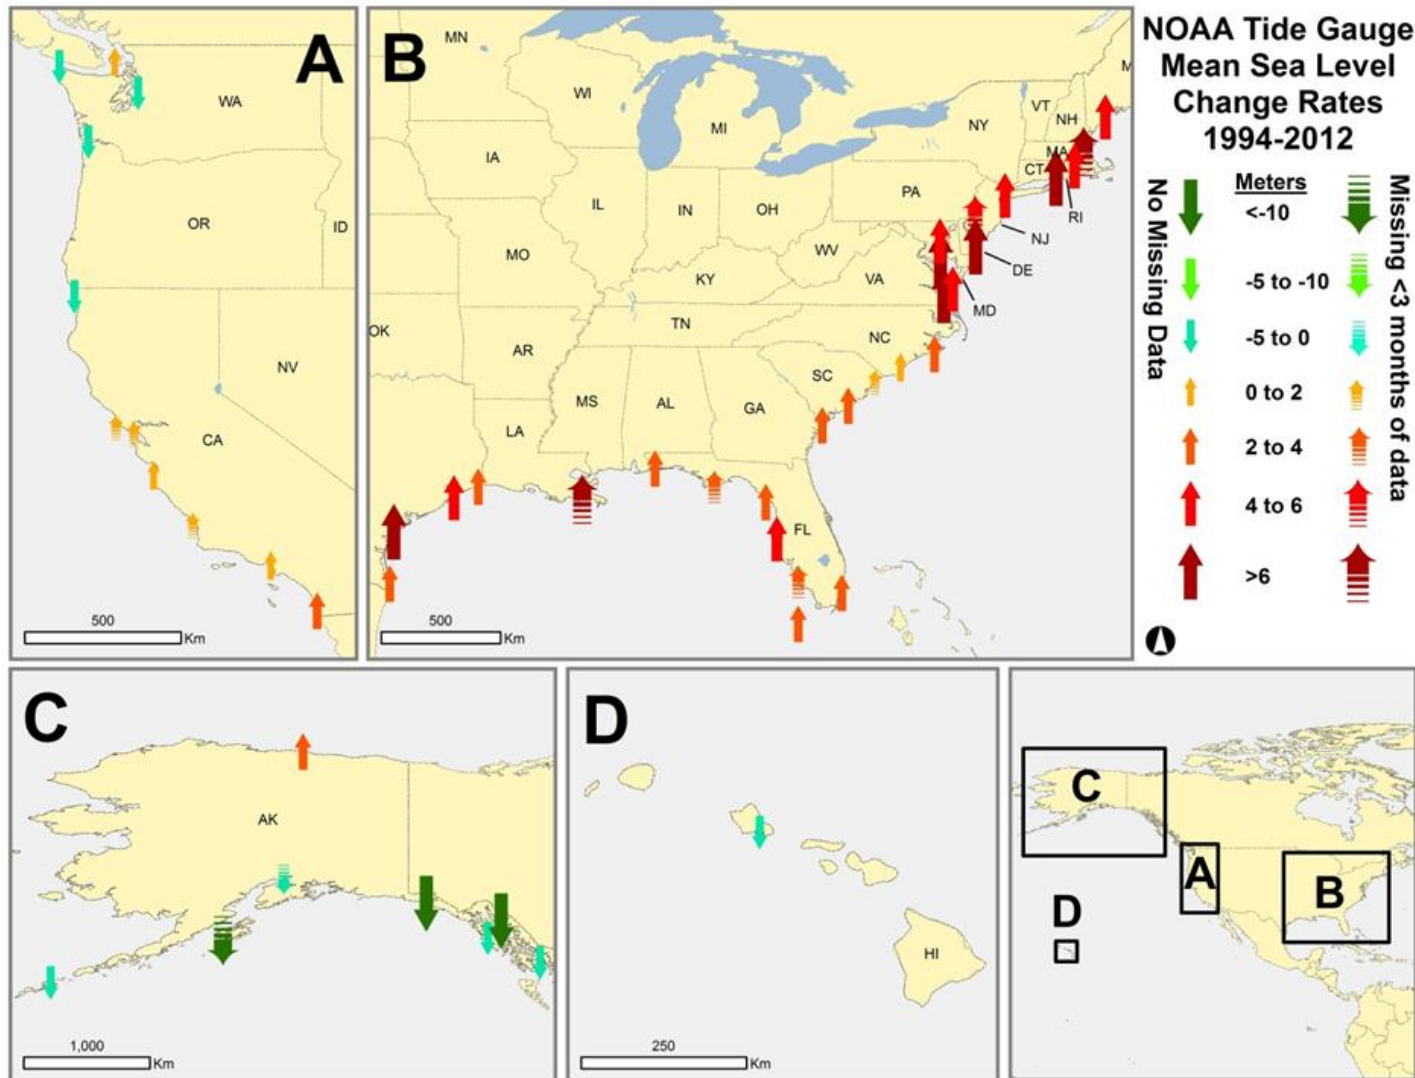 A
WA
OR
ID
NV
CA
500
Km
B
MN
WI
MI
VT
NH
NY
MA
CT
RI
IA
PA
NJ
IL
IN
OH
DE
MO
WV
KY
VA
MD
OK
TN
NC
AR
SC
MS
AL
GA
LA
FL
500
Km
NOAA Tide Gauge
Mean Sea Level
Change Rates
1994-2012
No Missing Data
Meters
<-10
-5 to -10
-5 to 0
0 to 2
2 to 4
4 to 6
>6
Missing <3 months of data
C
AK
1,000
Km
D
HI
250
Km
C
A
B
D